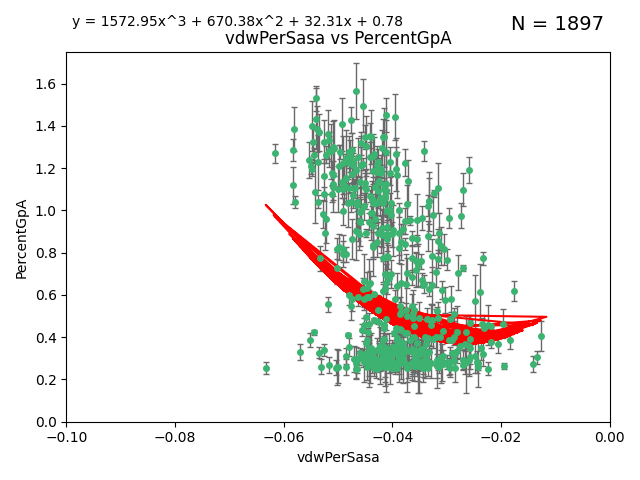 y = 1572.95x^3 + 670.38x^2 + 32.31x + 0.78
N = 1897
vdwPerSasa vs PercentGpA
1.6
1.4
1.2
1.0
0.8
0.6
0.4
0.2
0.0
PercentGpA
−0.10 −0.08 −0.06 −0.04 −0.02 0.00
vdwPerSasa